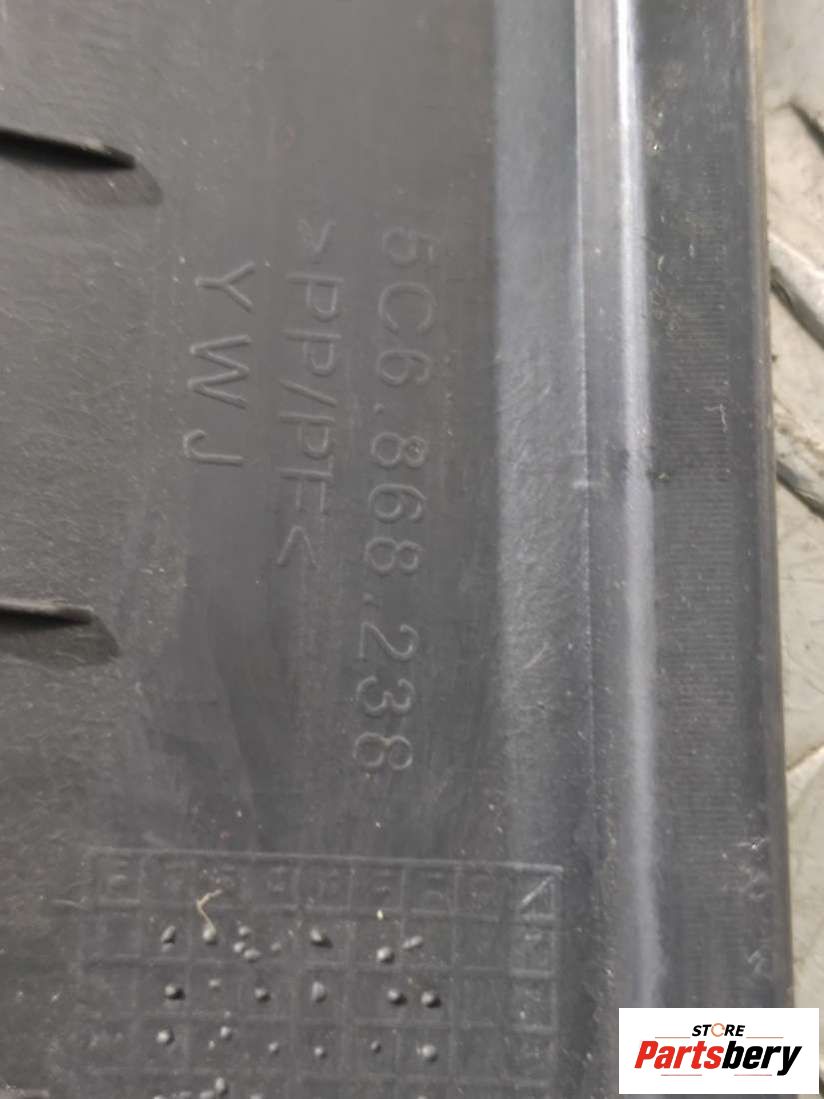 5C6.868.238
>PP/PE<
YWJ
STORE
Partsbery